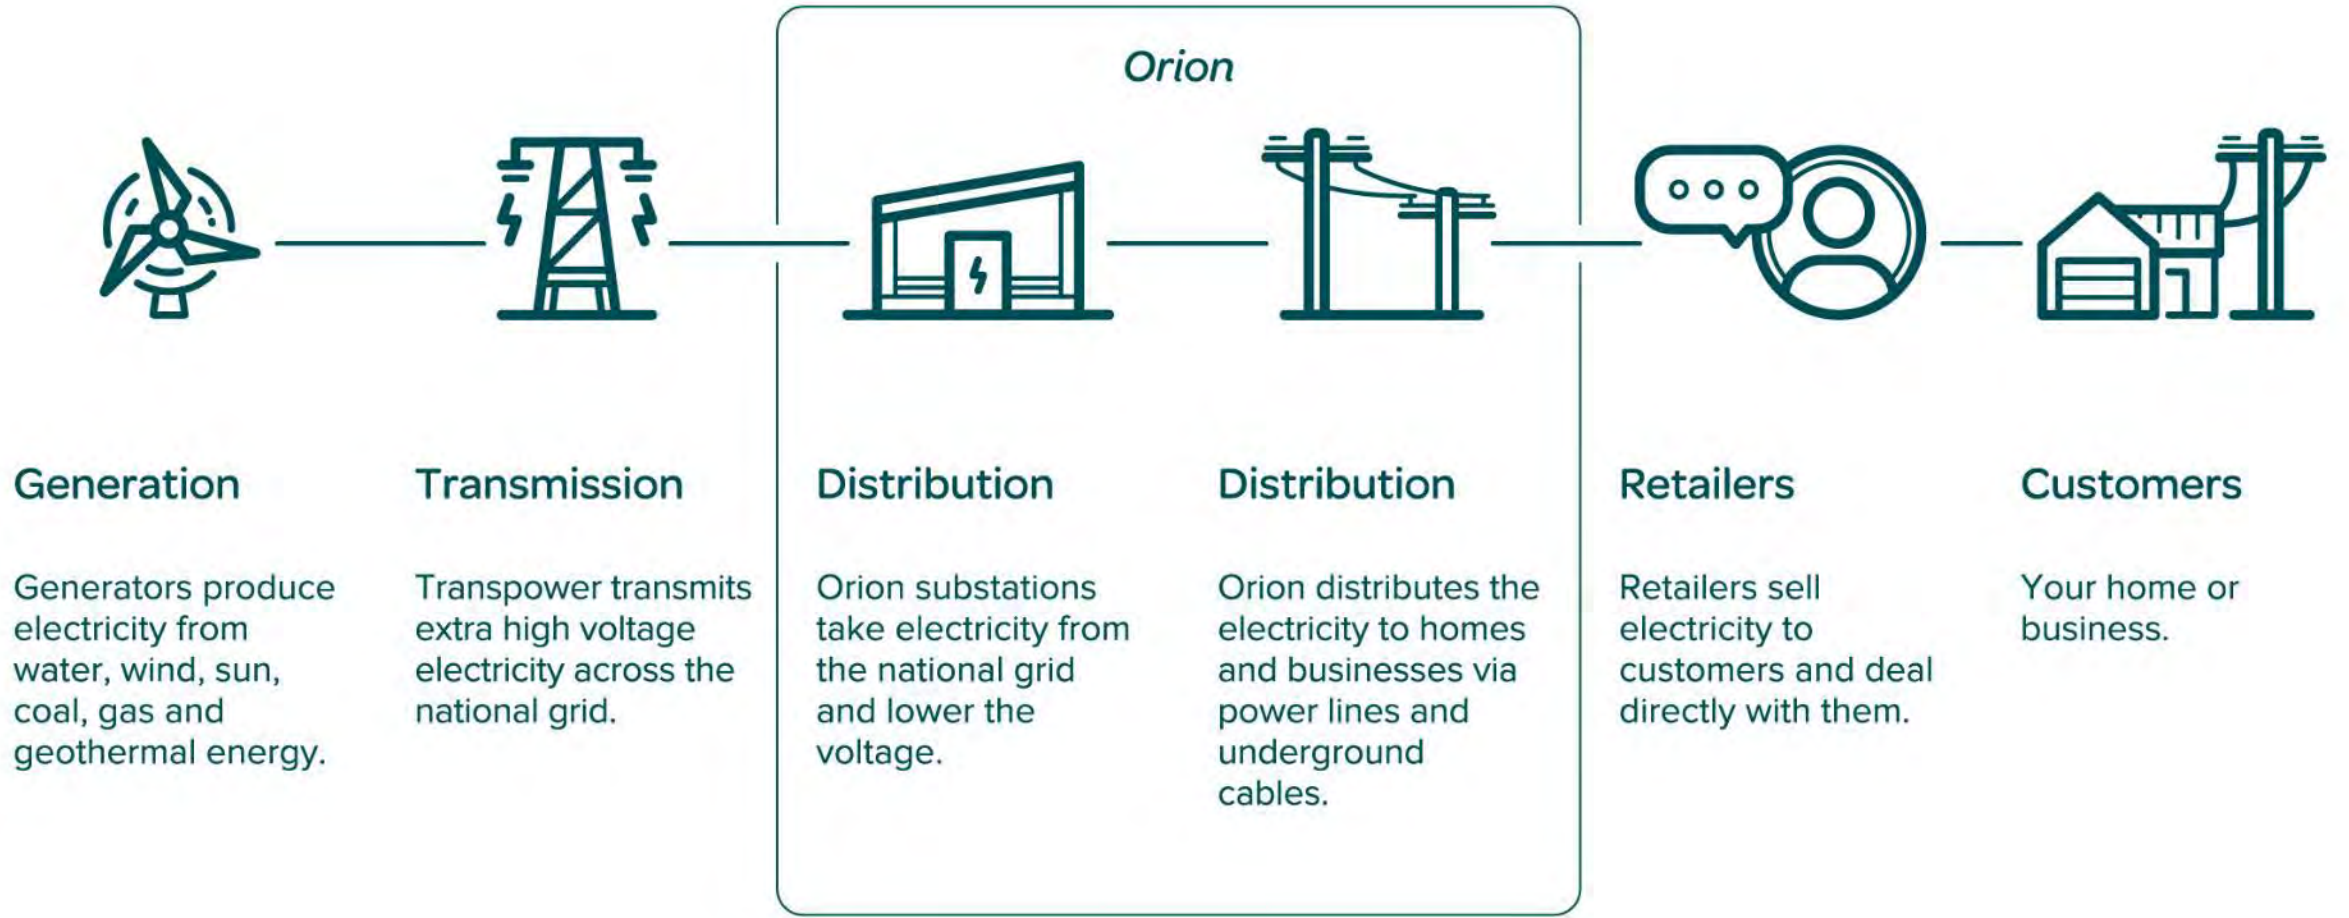 Orion
Generation
Generators produce
electricity from
water, wind, sun,
coal, gas and
geothermal energy.
Transmission
Transpower transmits
extra high voltage
electricity across the
national grid.
Distribution
Orion substations
take electricity from
the national grid
and lower the
voltage.
Distribution
Orion distributes the
electricity to homes
and businesses via
power lines and
underground
cables.
Retailers
Retailers sell
electricity to
customers and deal
directly with them.
Customers
Your home or
business.